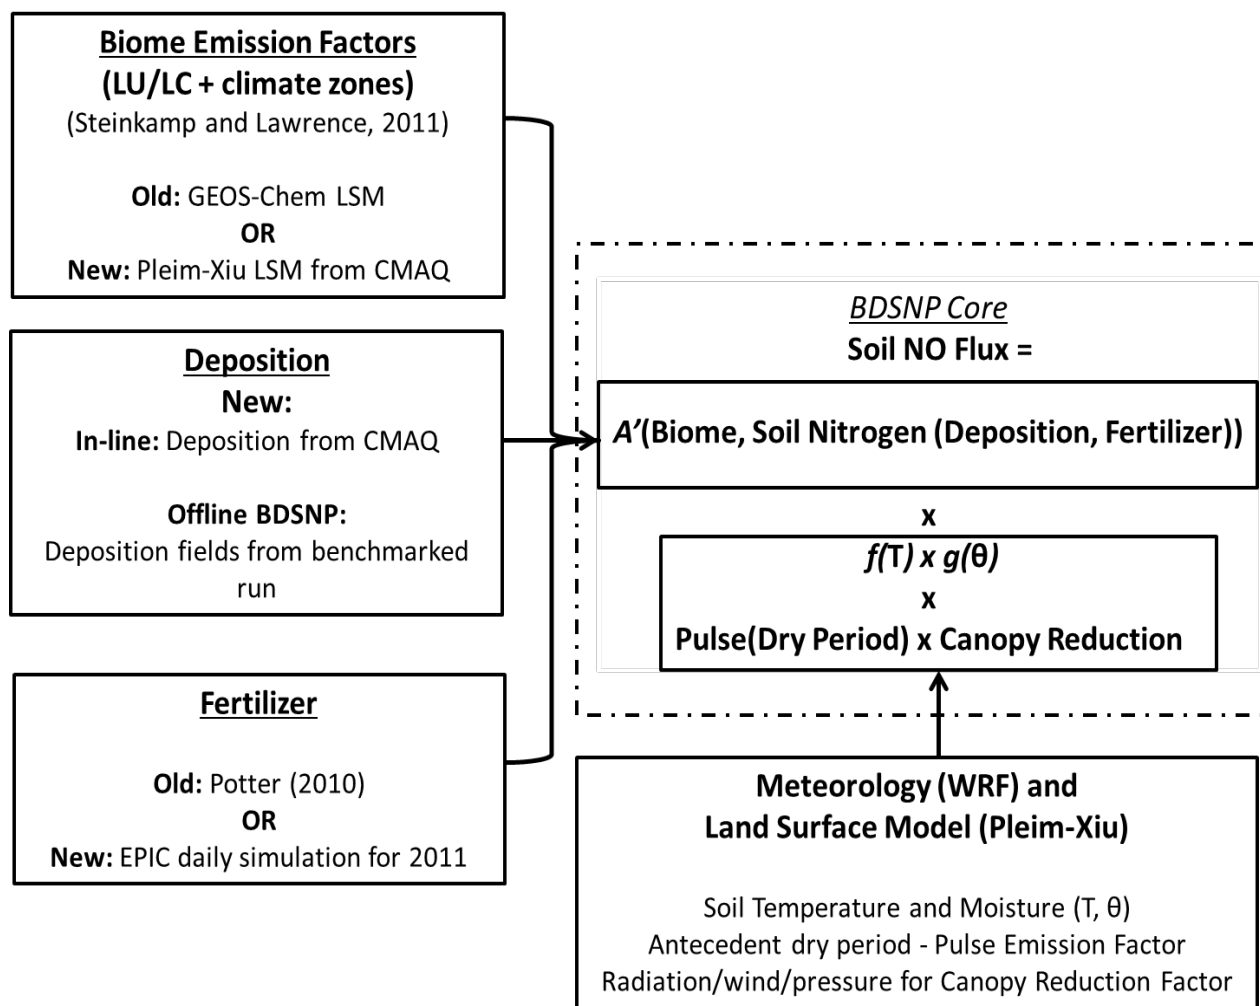 Biome Emission Factors
(LU/LC + climate zones)
(Steinkamp and Lawrence, 2011)
Old: GEOS-Chem LSM
OR
New: Pleim-Xiu LSM from CMAQ
Deposition
New:
In-line: Deposition from CMAQ
Offline BDSNP:
Deposition fields from benchmarked
run
Fertilizer
Old: Potter (2010)
OR
New: EPIC daily simulation for 2011
BDSNP Core
Soil NO Flux =
A’(Biome, Soil Nitrogen (Deposition, Fertilizer))
x
f(T) x g(θ)
x
Pulse(Dry Period) x Canopy Reduction
Meteorology (WRF) and
Land Surface Model (Pleim-Xiu)
Soil Temperature and Moisture (T, θ)
Antecedent dry period - Pulse Emission Factor
Radiation/wind/pressure for Canopy Reduction Factor